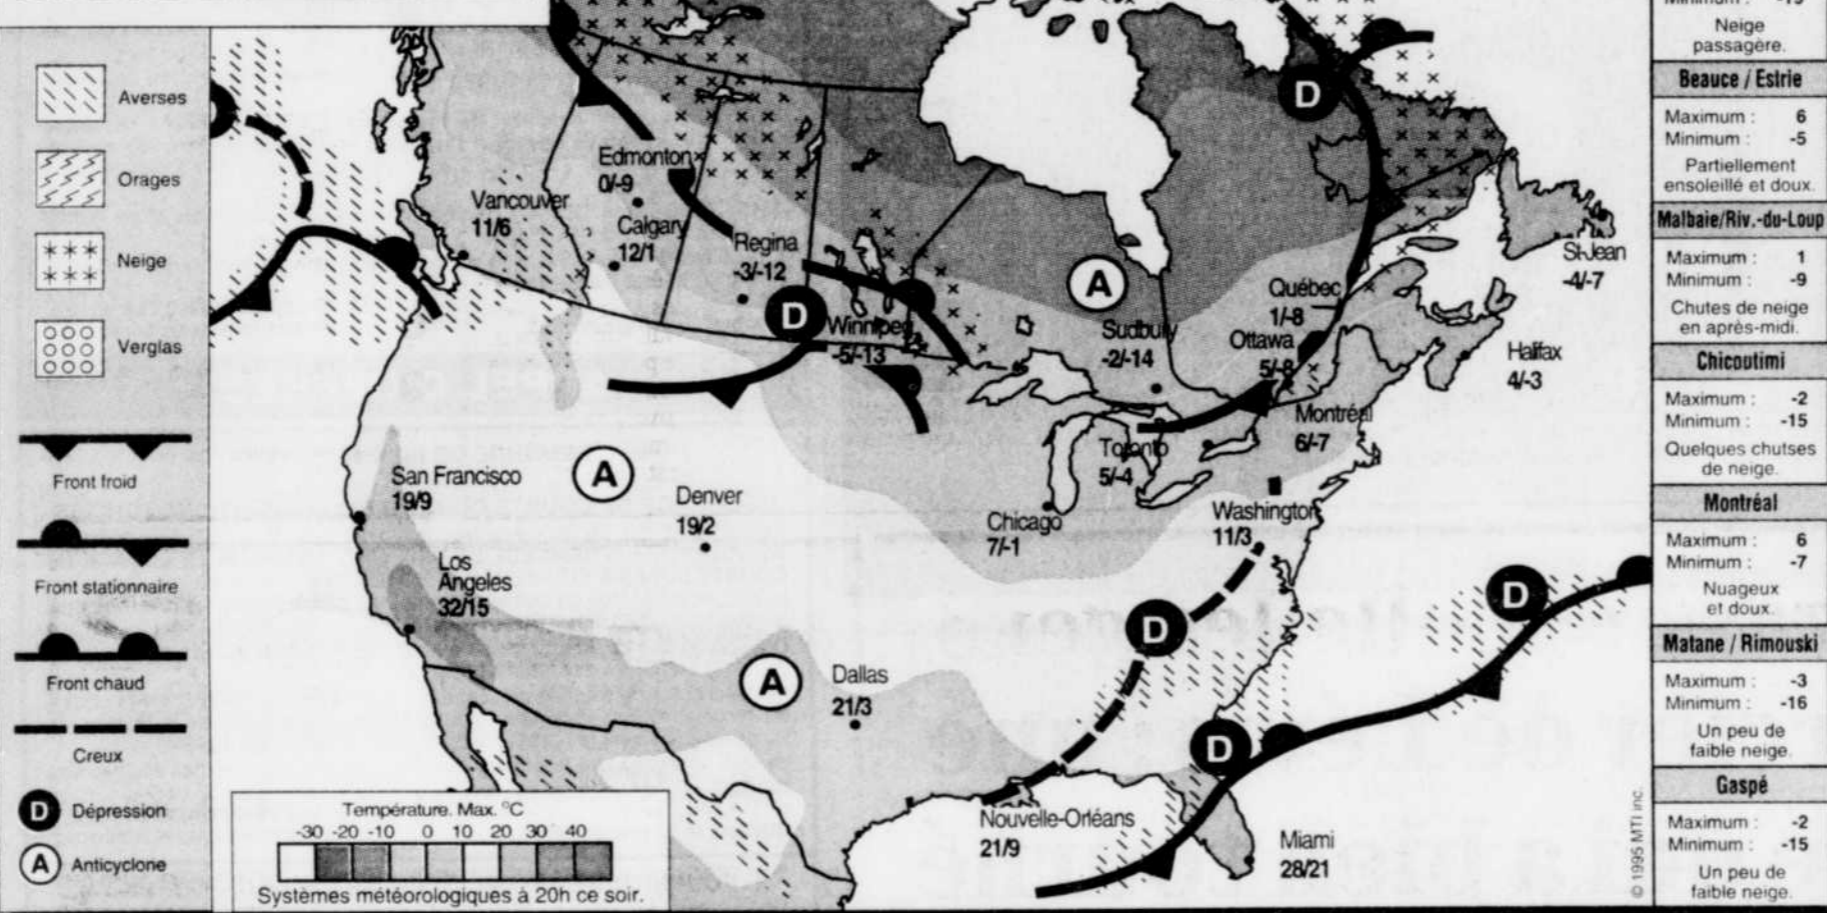 Averses
Orages
Neige
Verglas
Front froid
Front stationnaire
Front chaud
Creux
D Dépression
A Anticyclone
Edmonton
0/-9
Vancouver
11/6
Calgary
12/1
Regina
-3/-12
D
Winnipeg
-5/-13
A
Sudbury
-2/-14
D
Québec
1/-8
Ottawa
5/-8
St-Jean
-4/-7
Halifax
4/-3
Montréal
6/-7
Toronto
5/-4
San Francisco
19/9
A
Denver
19/2
Chicago
7/-1
Washington
11/3
Los
Angeles
32/15
D
D
A
Dallas
21/3
D
Nouvelle-Orléans
21/9
Miami
28/21
Température. Max. °C
-30 -20 -10 0 10 20 30 40
Systèmes météorologiques à 20h ce soir.
© 1995 MTI inc.
Neige
passagère.
Beauce / Estrie
Maximum : 6
Minimum : -5
Partiellement
ensoleillé et doux.
Malbaie/Riv.-du-Loup
Maximum : 1
Minimum : -9
Chutes de neige
en après-midi.
Chicoutimi
Maximum : -2
Minimum : -15
Quelques chutses
de neige.
Montréal
Maximum : 6
Minimum : -7
Nuageux
et doux.
Matane / Rimouski
Maximum : -3
Minimum : -16
Un peu de
faible neige.
Gaspé
Maximum : -2
Minimum : -15
Un peu de
faible neige.